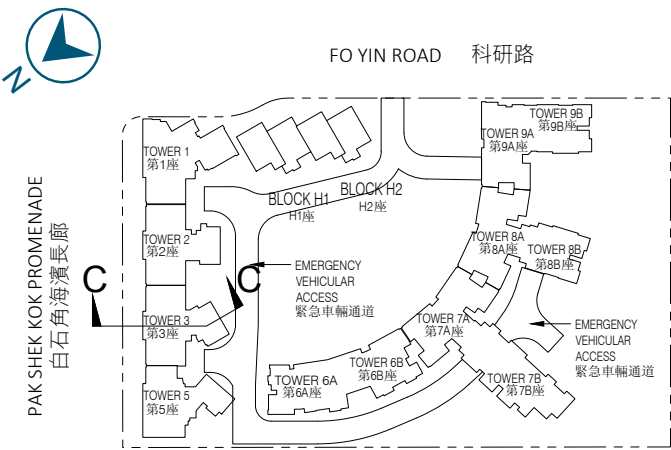 N
FO YIN ROAD 科研路
PAK SHEK KOK PROMENADE
白石角海濱長廊
TOWER 1
第1座
TOWER 2
第2座
TOWER 3
第3座
TOWER 5
第5座
C
C
BLOCK H1
H1座
BLOCK H2
H2座
EMERGENCY
VEHICULAR
ACCESS
緊急車輛通道
TOWER 9B
第9B座
TOWER 9A
第9A座
TOWER 8A
第8A座
TOWER 8B
第8B座
TOWER 7A
第7A座
TOWER 7B
第7B座
TOWER 6B
第6B座
TOWER 6A
第6A座
EMERGENCY
VEHICULAR
ACCESS
緊急車輛通道